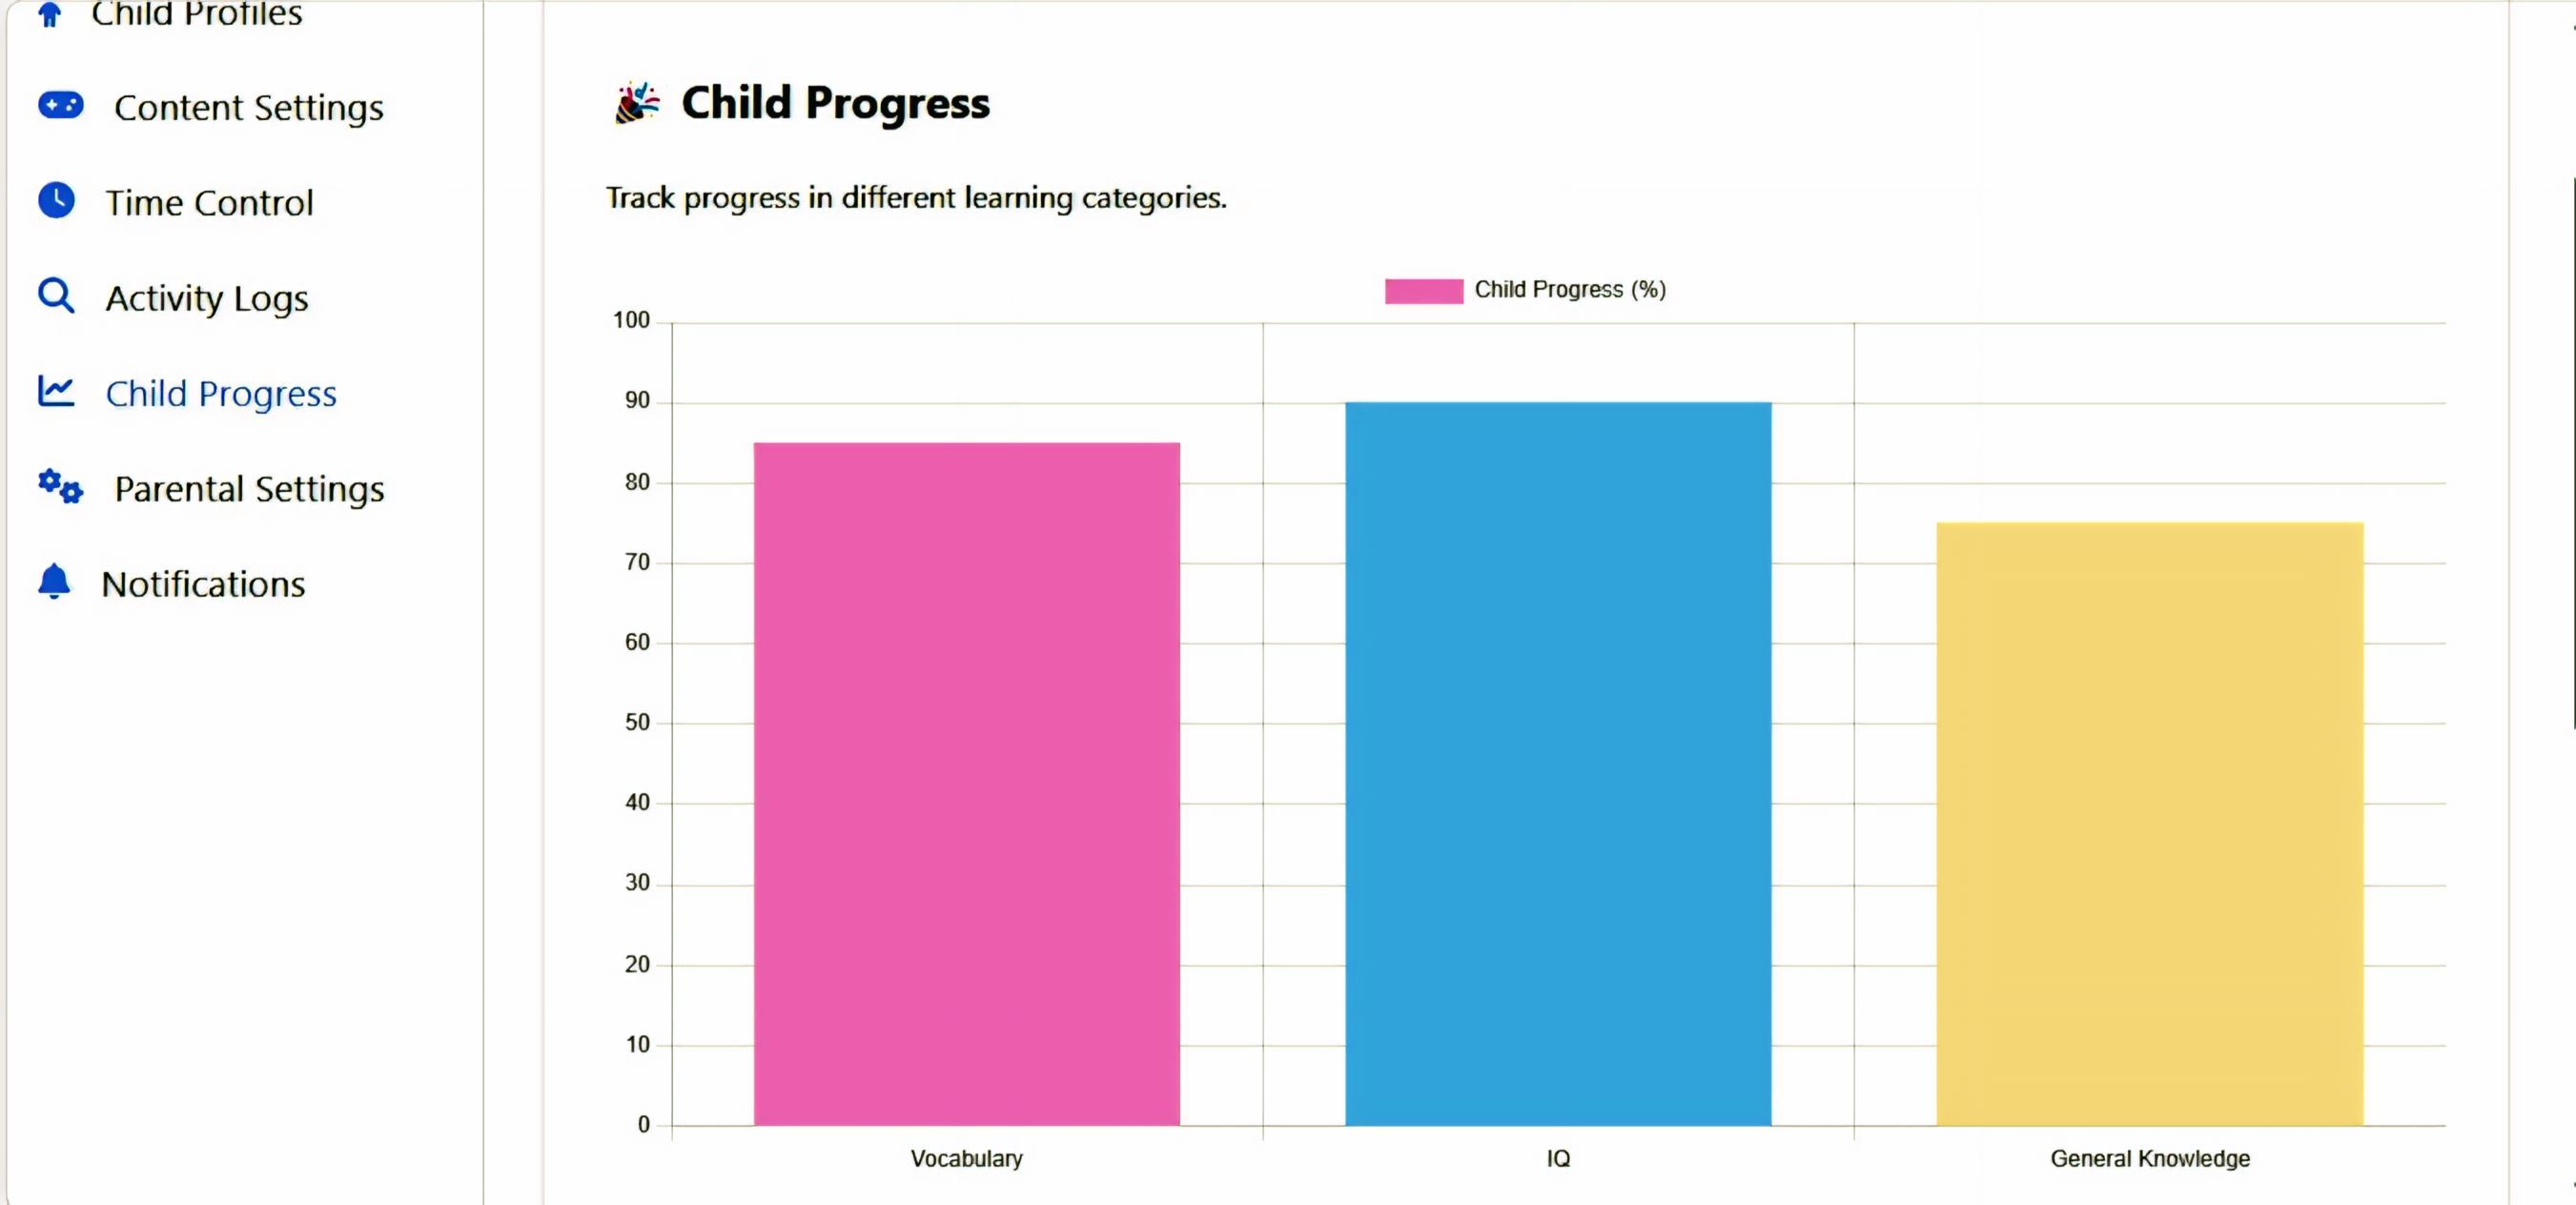 Child Profiles
Content Settings
Time Control
Activity Logs
Child Progress
Parental Settings
Notifications
Child Progress
Track progress in different learning categories.
Child Progress (%)
100
90
80
70
60
50
40
30
20
10
0
Vocabulary IQ General Knowledge